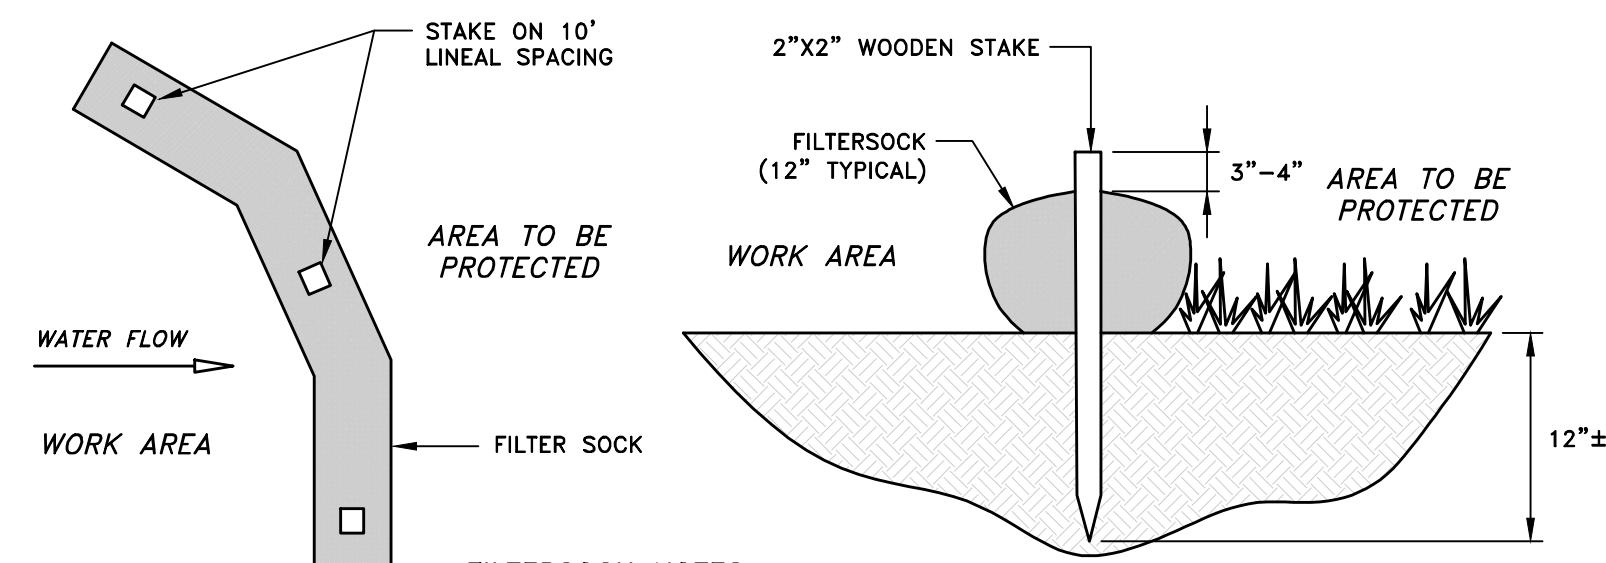 STAKE ON 10'
LINEAL SPACING
AREA TO BE
PROTECTED
WATER FLOW
WORK AREA
FILTER SOCK
2"X2" WOODEN STAKE
FILTERSOCK
(12" TYPICAL)
3"-4"
AREA TO BE
PROTECTED
WORK AREA
12"±